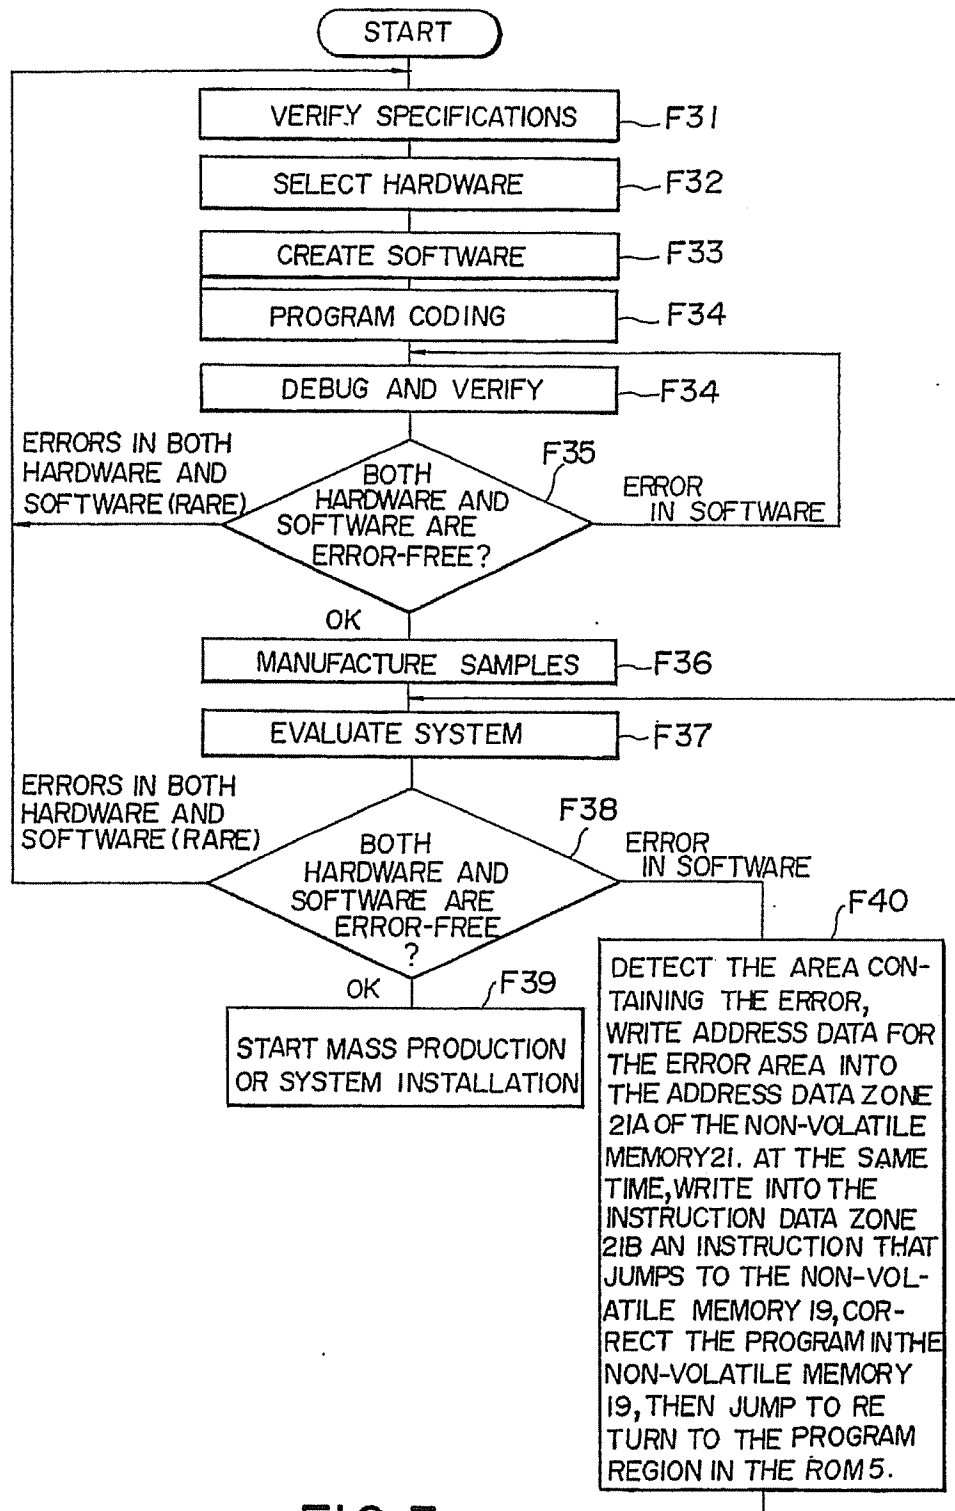 START
VERIFY SPECIFICATIONS
F31
SELECT HARDWARE
F32
CREATE SOFTWARE
F33
PROGRAM CODING
F34
DEBUG AND VERIFY
F34
ERRORS IN BOTH
HARDWARE AND
SOFTWARE (RARE)
F35
BOTH
HARDWARE AND
SOFTWARE ARE
ERROR-FREE?
ERROR
IN SOFTWARE
OK
MANUFACTURE SAMPLES
F36
EVALUATE SYSTEM
F37
ERRORS IN BOTH
HARDWARE AND
SOFTWARE (RARE)
F38
BOTH
HARDWARE AND
SOFTWARE ARE
ERROR-FREE
?
ERROR
IN SOFTWARE
OK
F39
START MASS PRODUCTION
OR SYSTEM INSTALLATION
F40
DETECT THE AREA CON-
TAINING THE ERROR,
WRITE ADDRESS DATA FOR
THE ERROR AREA INTO
THE ADDRESS DATA ZONE
21A OF THE NON-VOLATILE
MEMORY 21. AT THE SAME
TIME, WRITE INTO THE
INSTRUCTION DATA ZONE
21B AN INSTRUCTION THAT
JUMPS TO THE NON-VOL-
ATILE MEMORY 19, COR-
RECT THE PROGRAM IN THE
NON-VOLATILE MEMORY
19, THEN JUMP TO RE
TURN TO THE PROGRAM
REGION IN THE ROM 5.